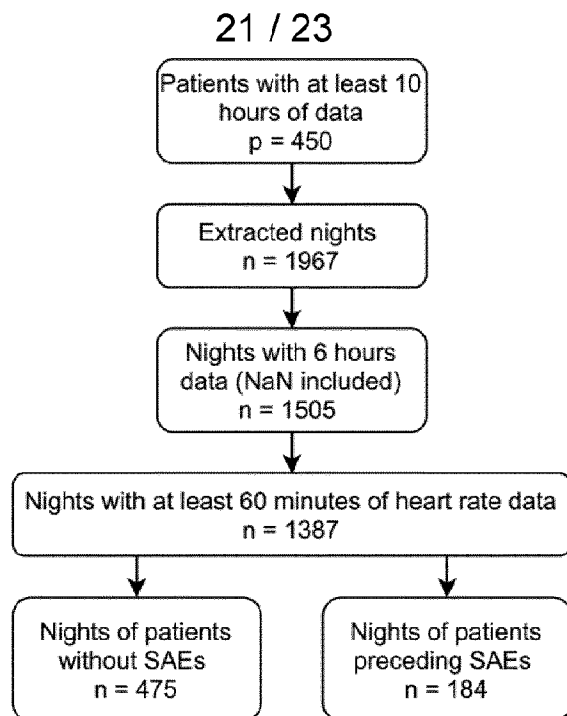 21 / 23
Patients with at least 10
hours of data
p = 450
Extracted nights
n = 1967
Nights with 6 hours
data (NaN included)
n = 1505
Nights with at least 60 minutes of heart rate data
n = 1387
Nights of patients
without SAEs
n = 475
Nights of patients
preceding SAEs
n = 184